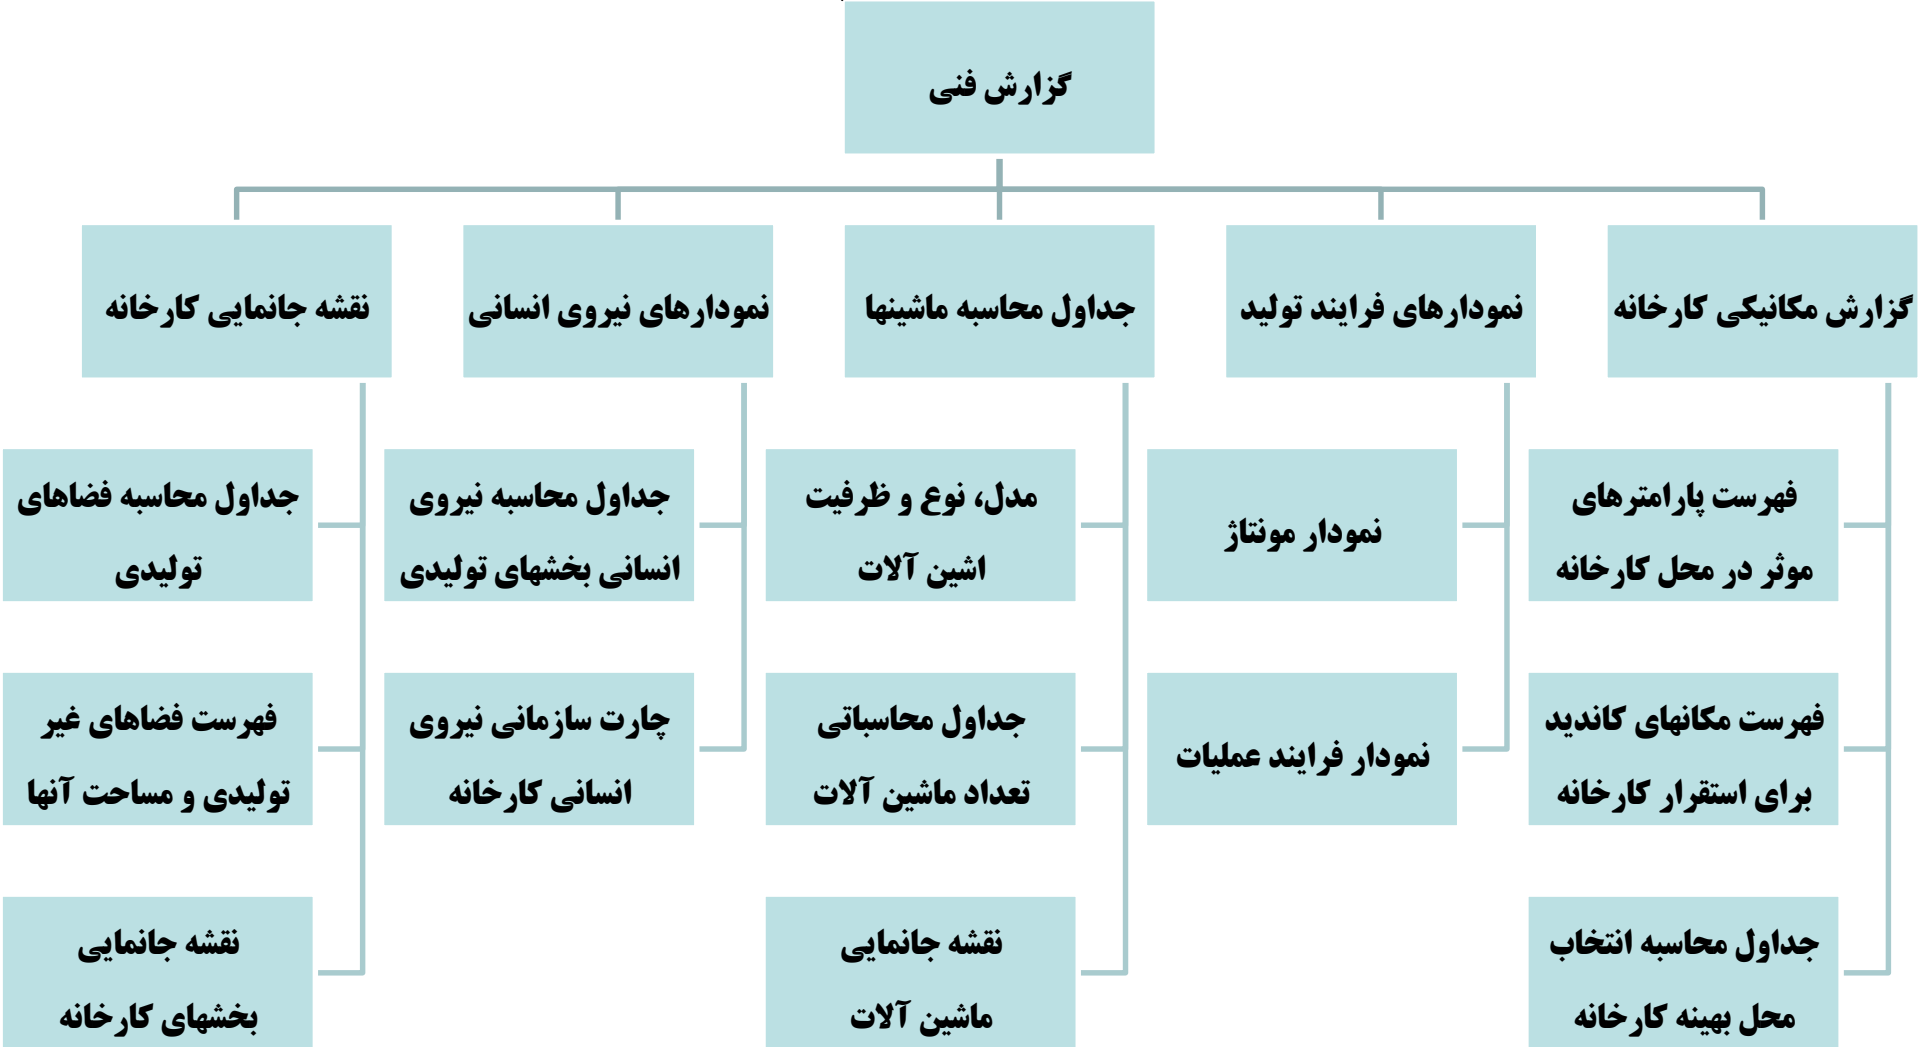 گزارش فنی
گزارش مکانیکی کارخانه
نمودارهای فرایند تولید
جداول محاسبه ماشینها
نمودارهای نیروی انسانی
نقشه جانمایی کارخانه
فهرست پارامترهای
موثر در محل کارخانه
فهرست مکانهای کاندید
برای استقرار کارخانه
جداول محاسبه انتخاب
محل بهینه کارخانه
نمودار مونتاژ
نمودار فرایند عملیات
مدل، نوع و ظرفیت
اشین آلات
جداول محاسباتی
تعداد ماشین آلات
نقشه جانمایی
ماشین آلات
جداول محاسبه نیروی
انسانی بخشهای تولیدی
چارت سازمانی نیروی
انسانی کارخانه
جداول محاسبه فضاهای
تولیدی
فهرست فضاهای غیر
تولیدی و مساحت آنها
نقشه جانمایی
بخشهای کارخانه